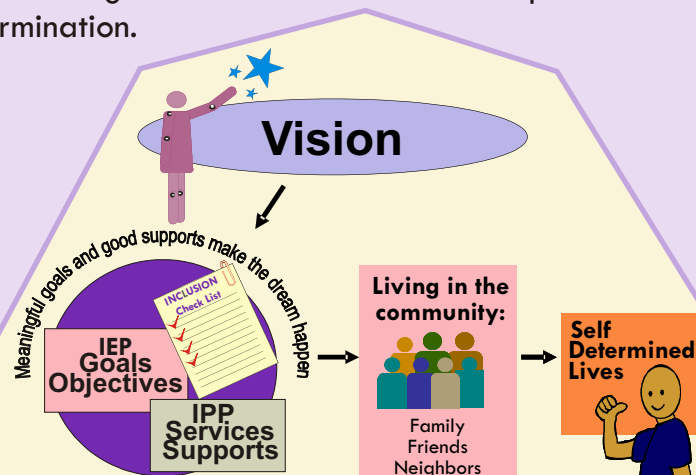 rmination.
Vision
Meaningful goals and good supports make the dream happen
INCLUSION
Check List
IEP
Goals
Objectives
IPP
Services
Supports
Living in the
community:
Family
Friends
Neighbors
Self
Determined
Lives